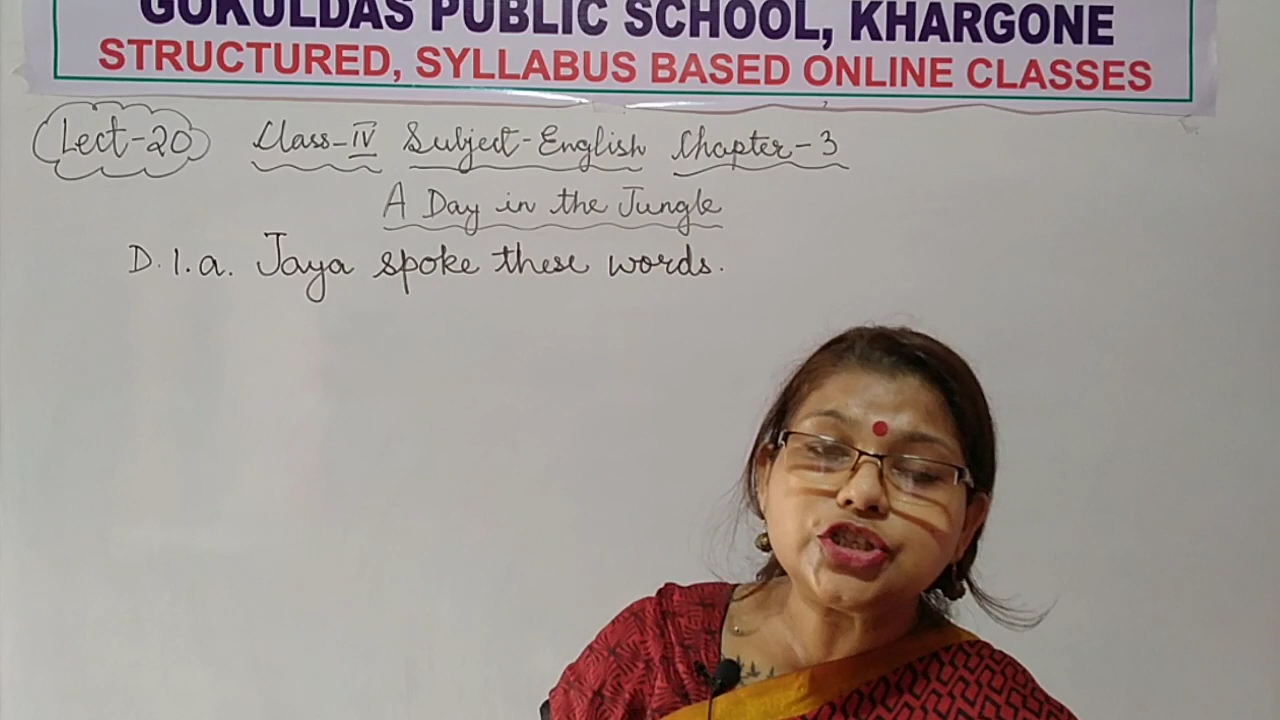 GOKULDAS PUBLIC SCHOOL, KHARGONE
STRUCTURED, SYLLABUS BASED ONLINE CLASSES
Lect-20 Class-IV Subject-English Chapter-3
A Day in the Jungle
D.1.a. Jaya spoke these words.